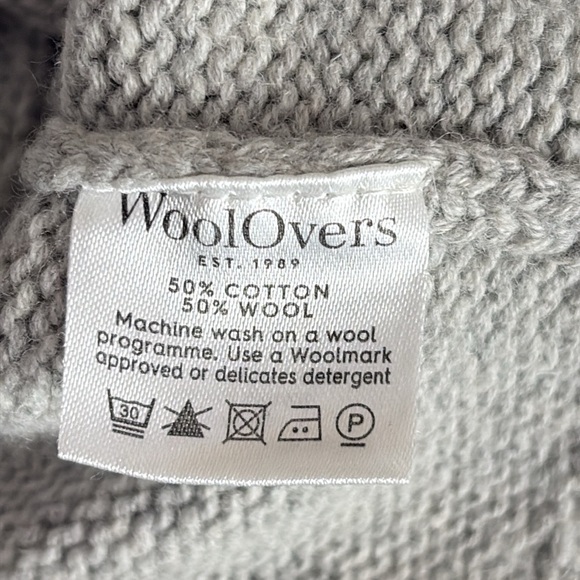 WoolOvers
EST. 1989
50% COTTON
50% WOOL
Machine wash on a wool
programme. Use a Woolmark
approved or delicates detergent
30 P